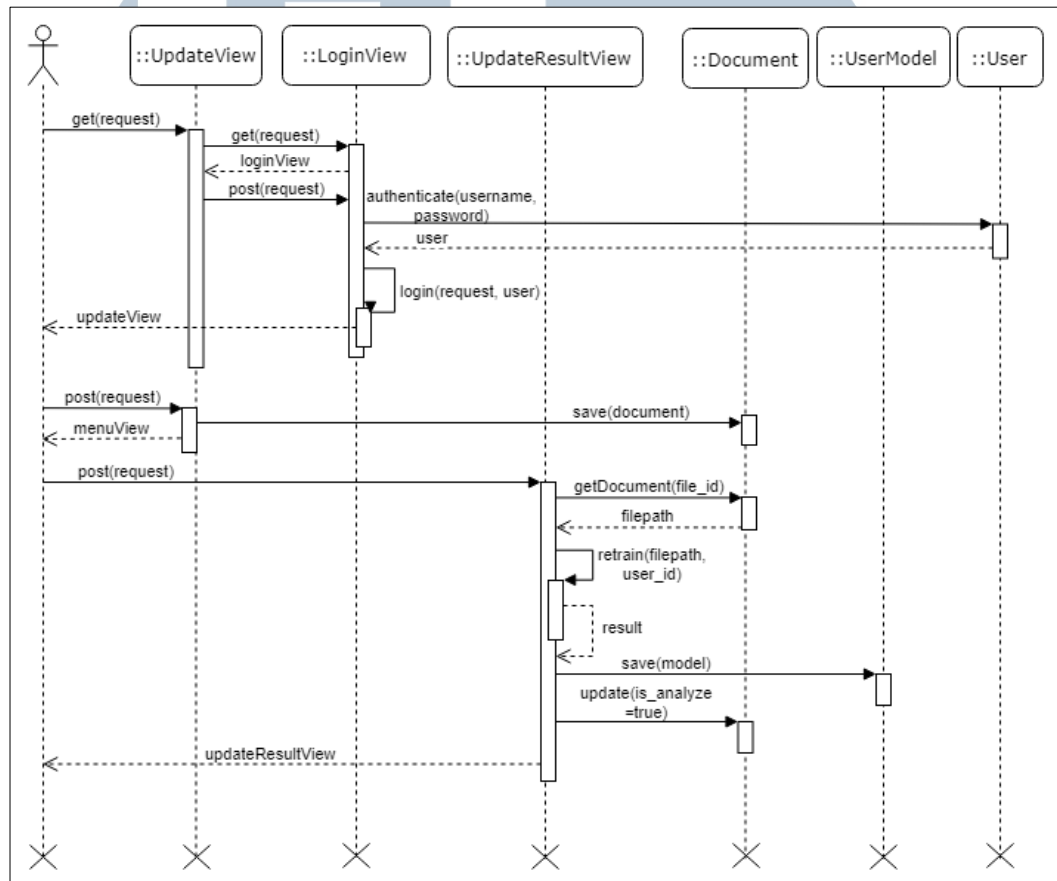 ::UpdateView
::LoginView
::UpdateResultView
::Document
::UserModel
::User
get(request)
get(request)
loginView
post(request)
authenticate(username,
password)
user
login(request, user)
updateView
post(request)
save(document)
menuView
post(request)
getDocument(file_id)
filepath
retrain(filepath,
user_id)
result
save(model)
update(is_analyze
=true)
updateResultView